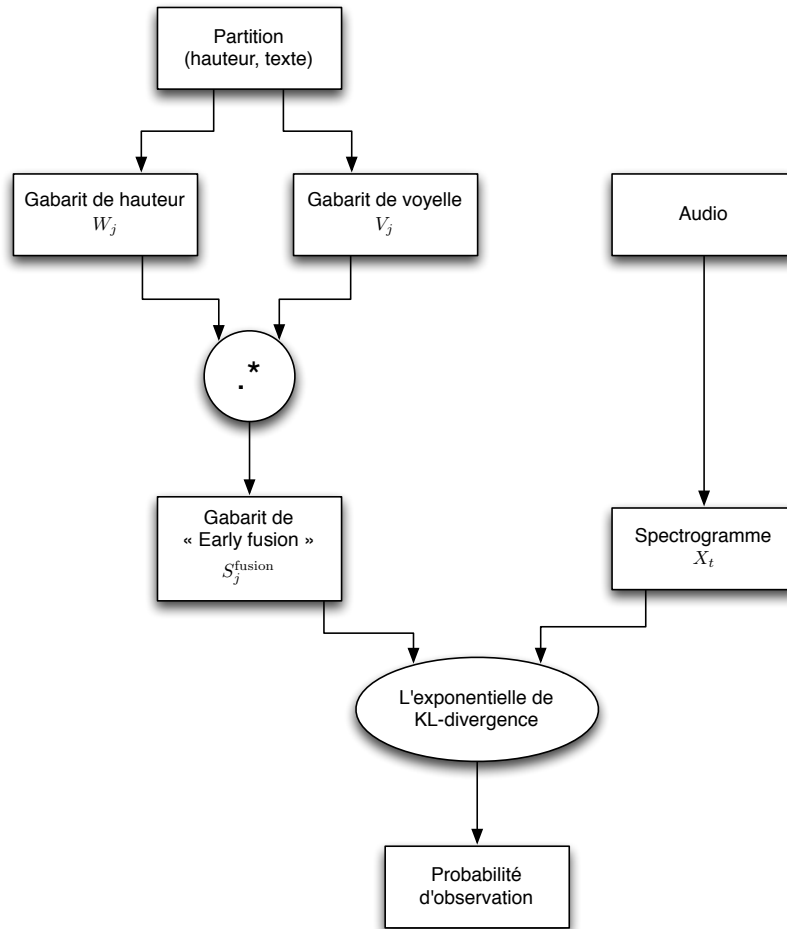 Partition
(hauteur, texte)
Gabarit de hauteur
W_j
Gabarit de voyelle
V_j
Audio
.*
Gabarit de
« Early fusion »
S_j^fusion
Spectrogramme
X_t
L'exponentielle de
KL-divergence
Probabilité
d'observation